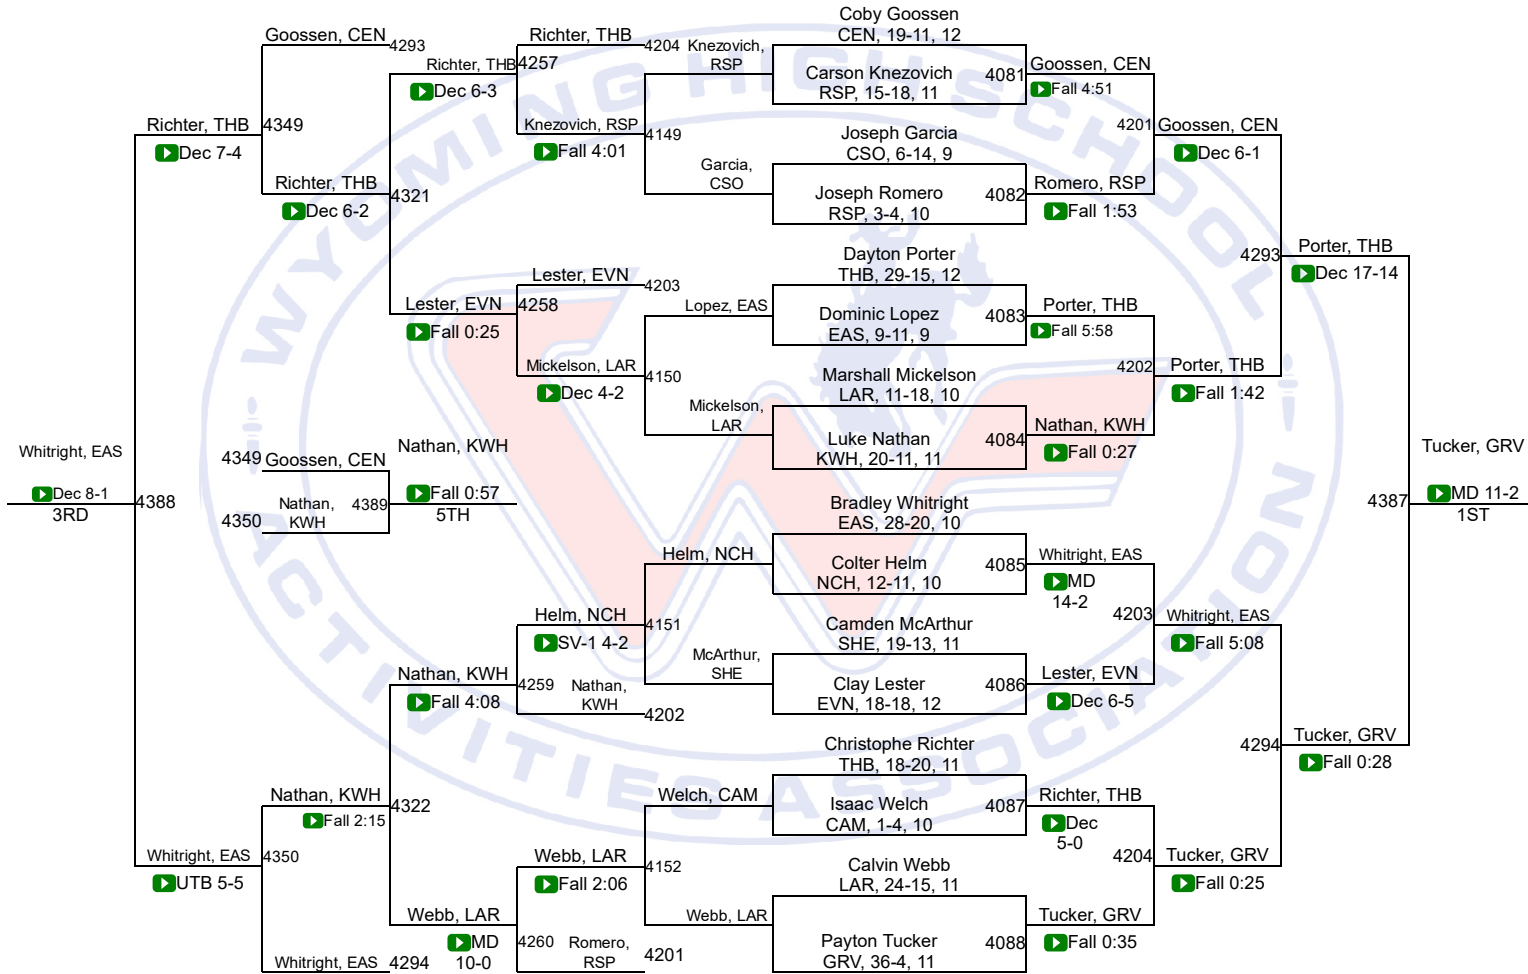 Coby Goossen
CEN, 19-11, 12
Goossen, CEN
4293
Richter, THB
4204
Knezovich,
RSP
Richter, THB
4257
Dec 6-3
Carson Knezovich
RSP, 15-18, 11
4081
Goossen, CEN
Fall 4:51
Richter, THB
4349
Dec 7-4
Knezovich, RSP
4149
Fall 4:01
Joseph Garcia
CSO, 6-14, 9
4201
Goossen, CEN
Dec 6-1
Garcia,
CSO
Richter, THB
4321
Dec 6-2
Joseph Romero
RSP, 3-4, 10
4082
Romero, RSP
Fall 1:53
Dayton Porter
THB, 29-15, 12
4293
Porter, THB
Dec 17-14
Lester, EVN
4203
Lester, EVN
4258
Fall 0:25
Lopez, EAS
Dominic Lopez
EAS, 9-11, 9
4083
Porter, THB
Fall 5:58
Mickelson, LAR
4150
Dec 4-2
Marshall Mickelson
LAR, 11-18, 10
4202
Porter, THB
Fall 1:42
Mickelson,
LAR
Luke Nathan
KWH, 20-11, 11
4084
Nathan, KWH
Fall 0:27
Whitright, EAS
Dec 8-1
3RD
4388
4349
Goossen, CEN
Nathan, KWH
4350
Nathan,
KWH
4389
Fall 0:57
5TH
Tucker, GRV
4387
MD 11-2
1ST
Bradley Whitright
EAS, 28-20, 10
Helm, NCH
Colter Helm
NCH, 12-11, 10
4085
Whitright, EAS
MD
14-2
Helm, NCH
4151
SV-1 4-2
Camden McArthur
SHE, 19-13, 11
4203
Whitright, EAS
Fall 5:08
McArthur,
SHE
Nathan, KWH
4259
Fall 4:08
Nathan,
KWH
4202
Clay Lester
EVN, 18-18, 12
4086
Lester, EVN
Dec 6-5
Christophe Richter
THB, 18-20, 11
4294
Tucker, GRV
Fall 0:28
Nathan, KWH
4322
Fall 2:15
Welch, CAM
Isaac Welch
CAM, 1-4, 10
4087
Richter, THB
Dec
5-0
Whitright, EAS
4350
UTB 5-5
Webb, LAR
4152
Fall 2:06
Calvin Webb
LAR, 24-15, 11
4204
Tucker, GRV
Fall 0:25
Webb, LAR
MD
10-0
4260
Romero,
RSP
4201
Webb, LAR
Payton Tucker
GRV, 36-4, 11
4088
Tucker, GRV
Fall 0:35
Whitright, EAS
4294
WYOMING HIGH SCHOOL
ACTIVITIES ASSOCIATION